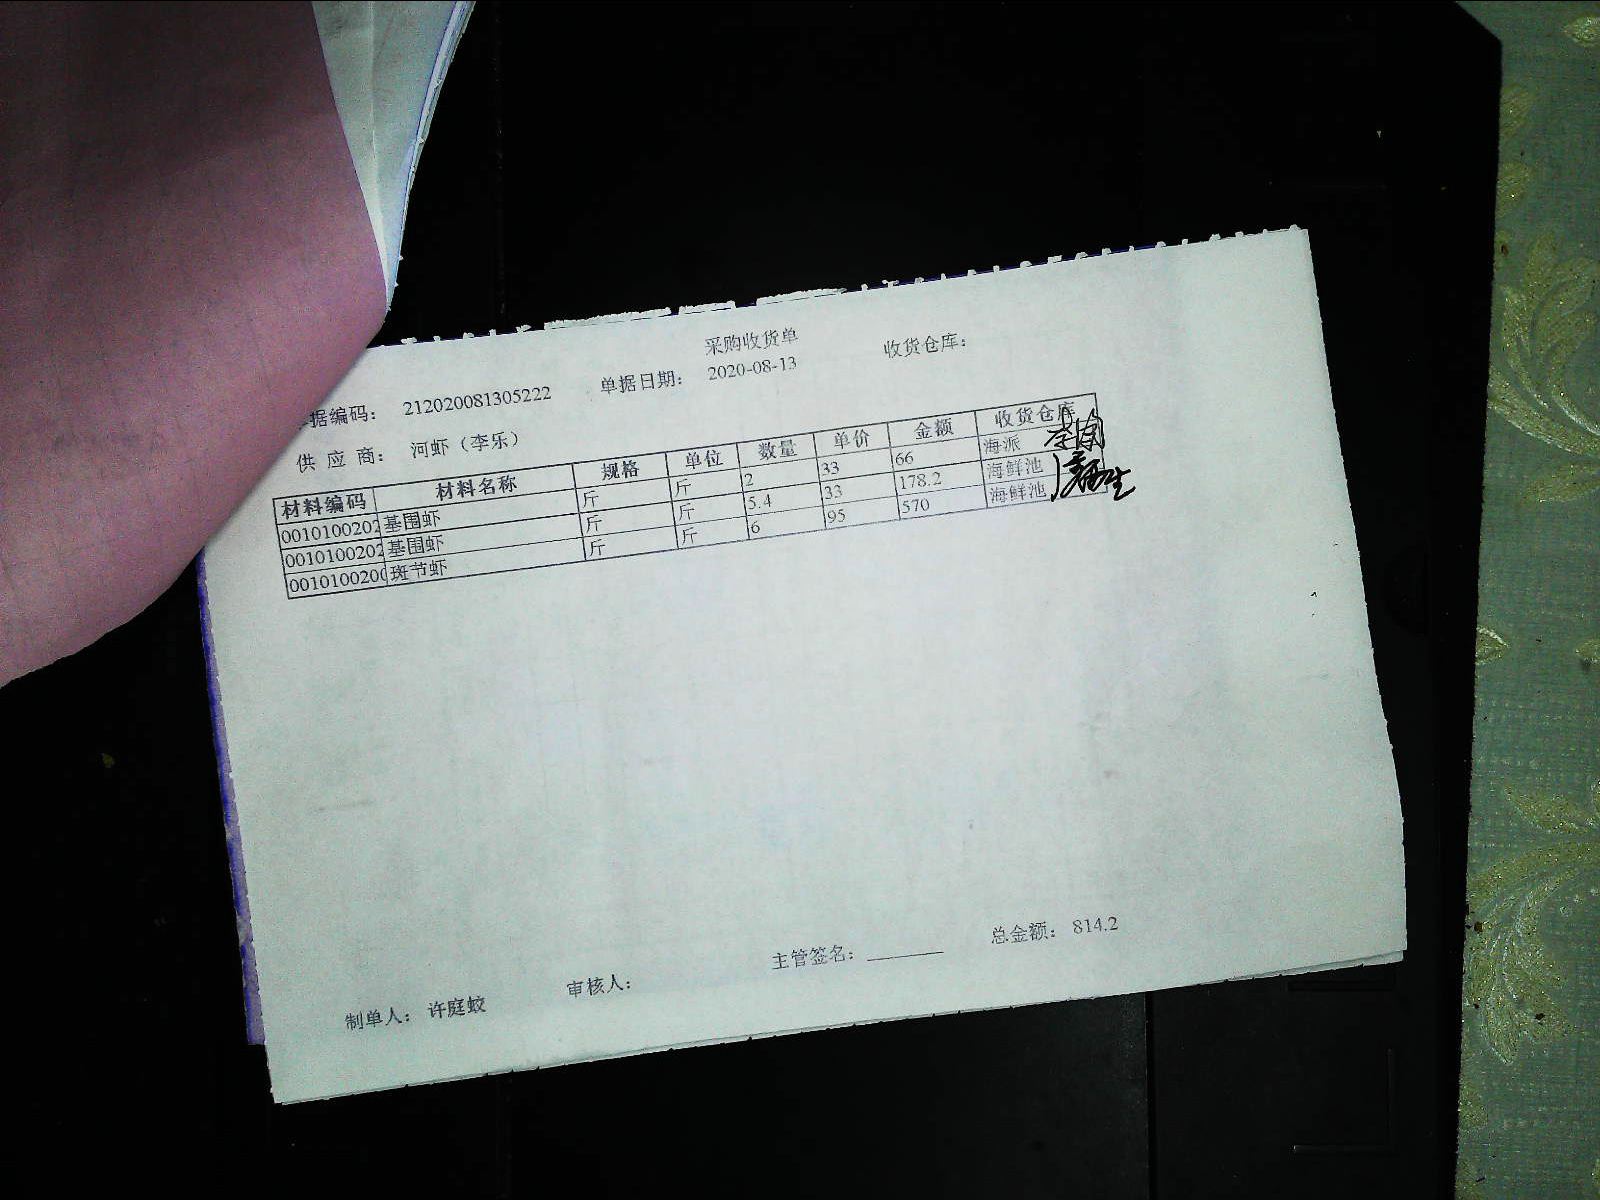 采购收货单
据编码： 212020081305222 单据日期： 2020-08-13 收货仓库：
供 应 商： 河虾（李乐）
材料编码 材料名称 规格 单位 数量 单价 金额 收货仓库
0010100202 基围虾 斤 斤 2 33 66 海派
0010100202 基围虾 斤 斤 5.4 33 178.2 海鲜池
001010020 斑节虾 斤 斤 6 95 570 海鲜池
制单人： 许庭蛟 审核人： 主管签名： 总金额： 814.2